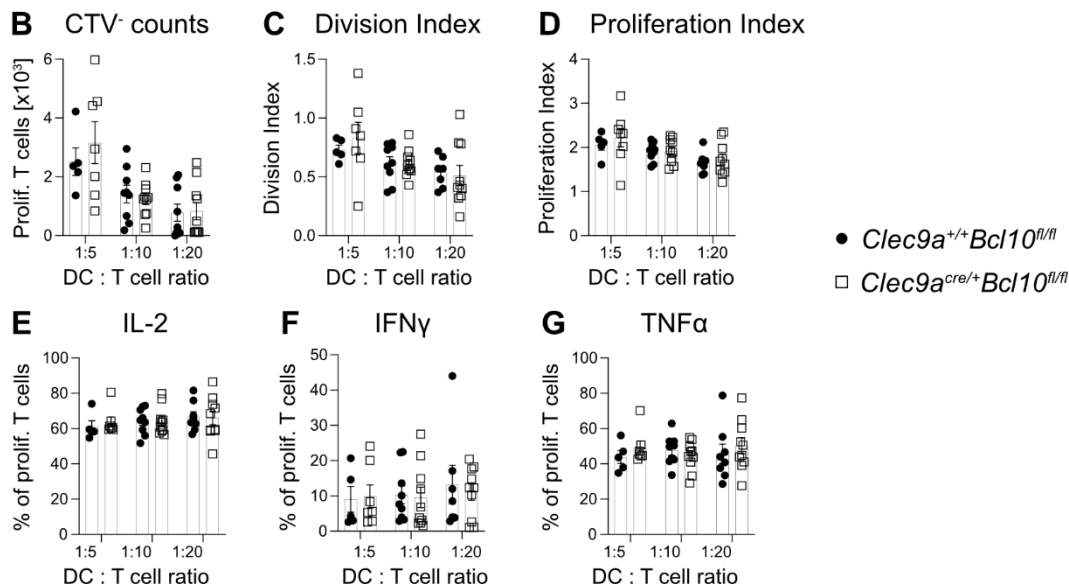 B CTV⁻ counts
Prolif. T cells [x10³]
6
4
2
0
1:5 1:10 1:20
DC : T cell ratio
C Division Index
Division Index
1.5
1.0
0.5
0.0
1:5 1:10 1:20
DC : T cell ratio
D Proliferation Index
Proliferation Index
4
3
2
1
0
1:5 1:10 1:20
DC : T cell ratio
Clec9a⁺/⁺Bcl10ᶠˡ/ᶠˡ
Clec9aᶜʳᵉ/⁺Bcl10ᶠˡ/ᶠˡ
E IL-2
% of prolif. T cells
100
80
60
40
20
0
1:5 1:10 1:20
DC : T cell ratio
F IFNγ
% of prolif. T cells
50
40
30
20
10
0
1:5 1:10 1:20
DC : T cell ratio
G TNFα
% of prolif. T cells
100
80
60
40
20
0
1:5 1:10 1:20
DC : T cell ratio